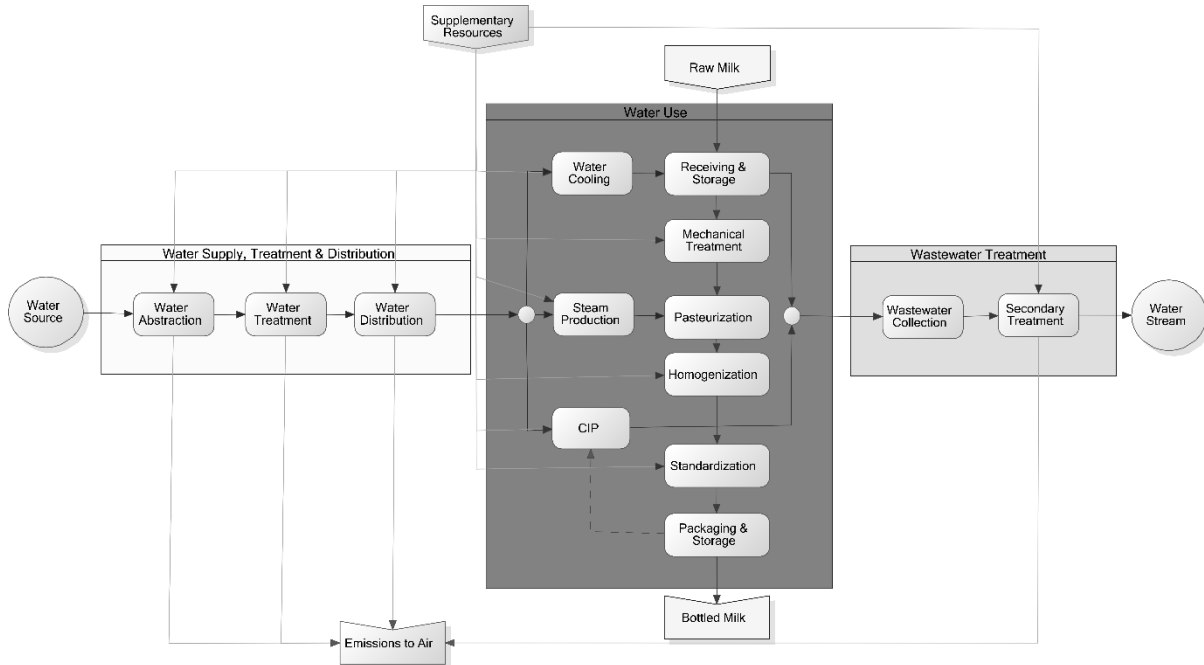 Supplementary
Resources
Raw Milk
Water Use
Water
Cooling
Receiving &
Storage
Mechanical
Treatment
Water Supply, Treatment & Distribution
Wastewater Treatment
Water
Source
Water
Abstraction
Water
Treatment
Water
Distribution
Steam
Production
Pasteurization
Wastewater
Collection
Secondary
Treatment
Water
Stream
Homogenization
CIP
Standardization
Packaging &
Storage
Bottled Milk
Emissions to Air